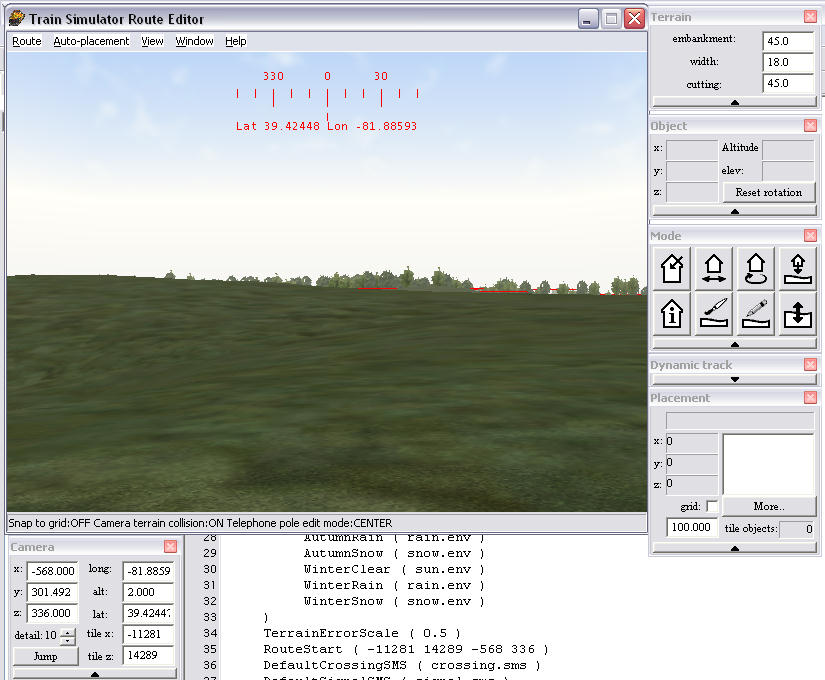 Train Simulator Route Editor
Route Auto-placement View Window Help
330 0 30
Lat 39.42448 Lon -81.88593
Snap to grid:OFF Camera terrain collision:ON Telephone pole edit mode:CENTER
Terrain
embankment: 45.0
width: 18.0
cutting: 45.0
Object
x: Altitude
y: elev:
z: Reset rotation
Mode
Dynamic track
Placement
x: 0
y: 0
z: 0
grid: More..
100.000 tile objects: 0
Camera
x: -568.000 long: -81.8859
y: 301.492 alt: 2.000
z: 336.000 lat: 39.42447
detail: 10 tile x: -11281
Jump tile z: 14289
28 AutumnRain ( rain.env )
29 AutumnSnow ( snow.env )
30 WinterClear ( sun.env )
31 WinterRain ( rain.env )
32 WinterSnow ( snow.env )
33 )
34 TerrainErrorScale ( 0.5 )
35 RouteStart ( -11281 14289 -568 336 )
36 DefaultCrossingSMS ( crossing.sms )
37 DefaultSignalSMS ( signal.sms )